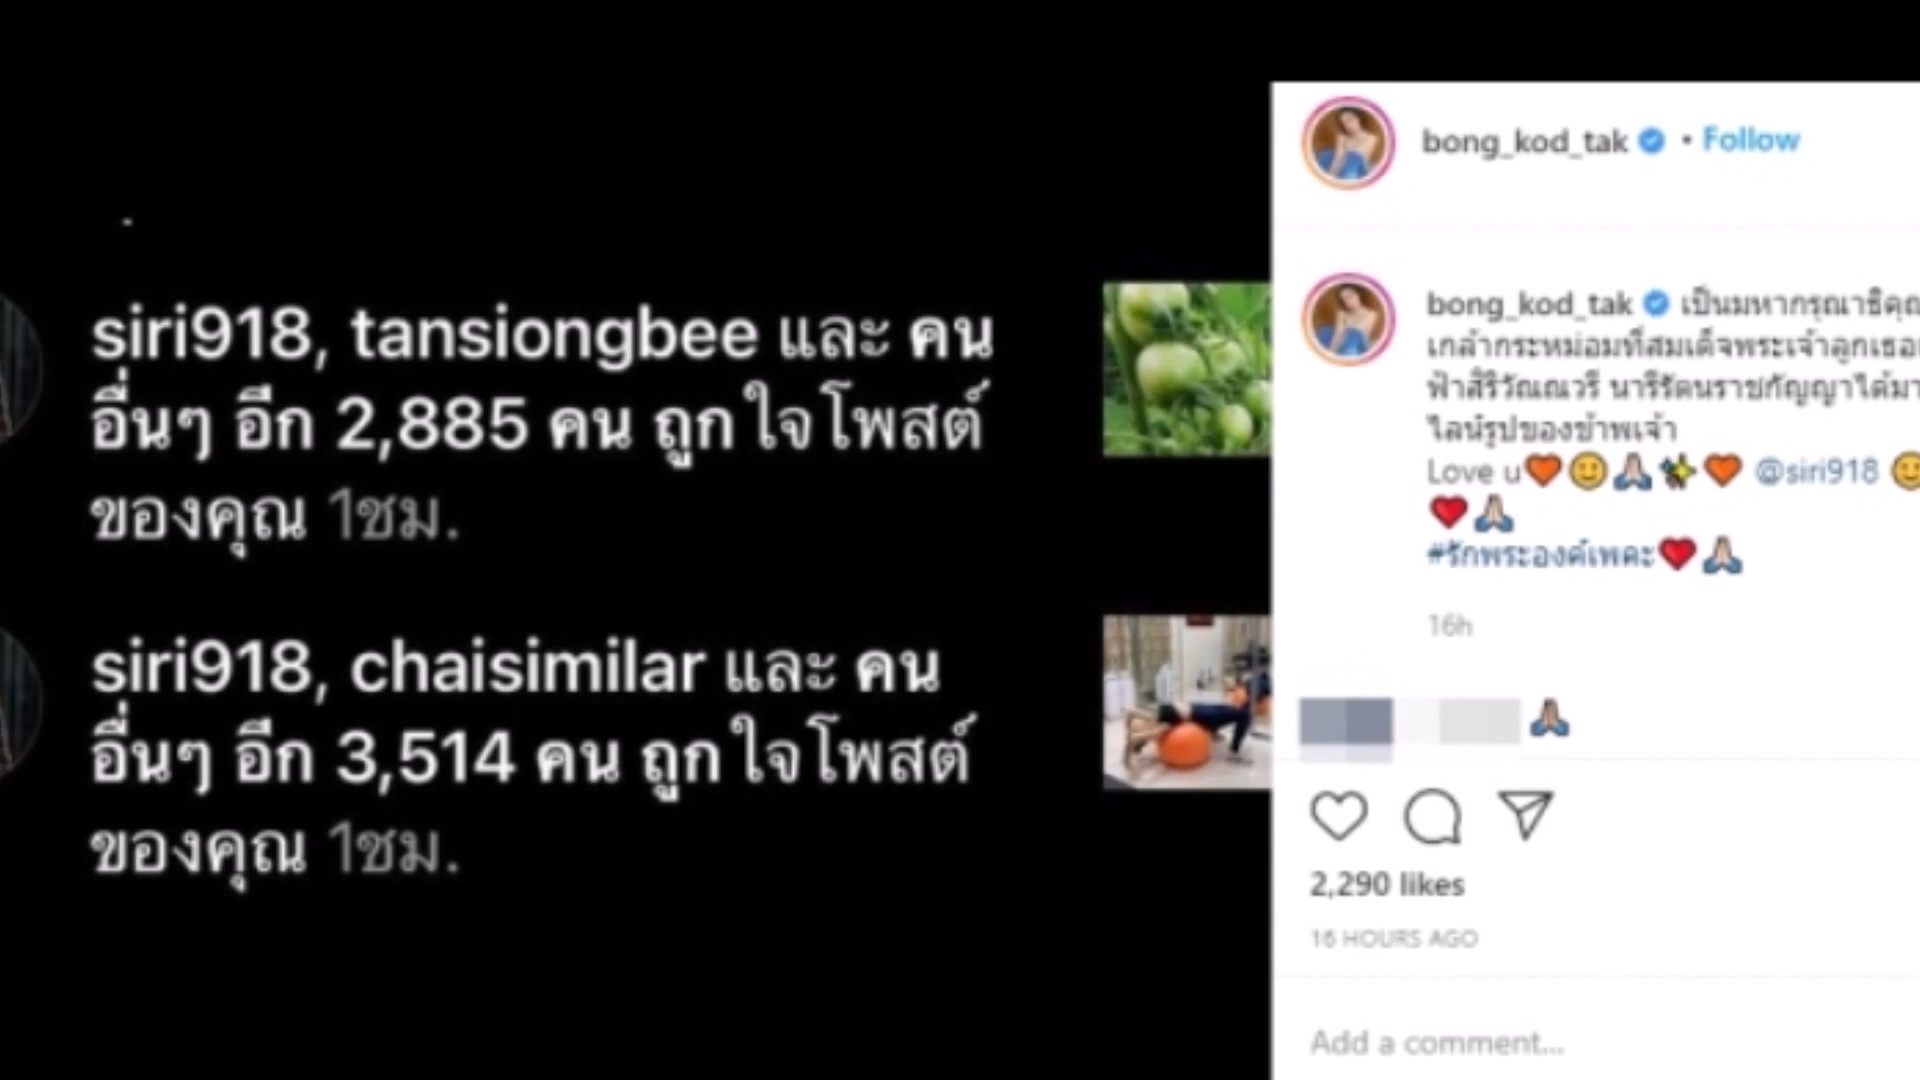 siri918, tansiongbee และ คน
อื่นๆ อีก 2,885 คน ถูกใจโพสต์
ของคุณ 1ชม.
siri918, chaisimilar และ คน
อื่นๆ อีก 3,514 คน ถูกใจโพสต์
ของคุณ 1ชม.
bong_kod_tak • Follow
bong_kod_tak เป็นมหากรุณาธิคุณ
เกล้ากระหม่อมที่สมเด็จพระเจ้าลูกเธอ
ฟ้าสิริวัณณวรี นารีรัตนราชกัญญาได้มา
ไลน์รูปของข้าพเจ้า
Love u🧡🙂🙏🏻✨🧡 @siri918 🙂
❤️🙏🏻
#รักพระองค์เพคะ❤️🙏🏻
16h
🙏🏼
2,290 likes
16 HOURS AGO
Add a comment...